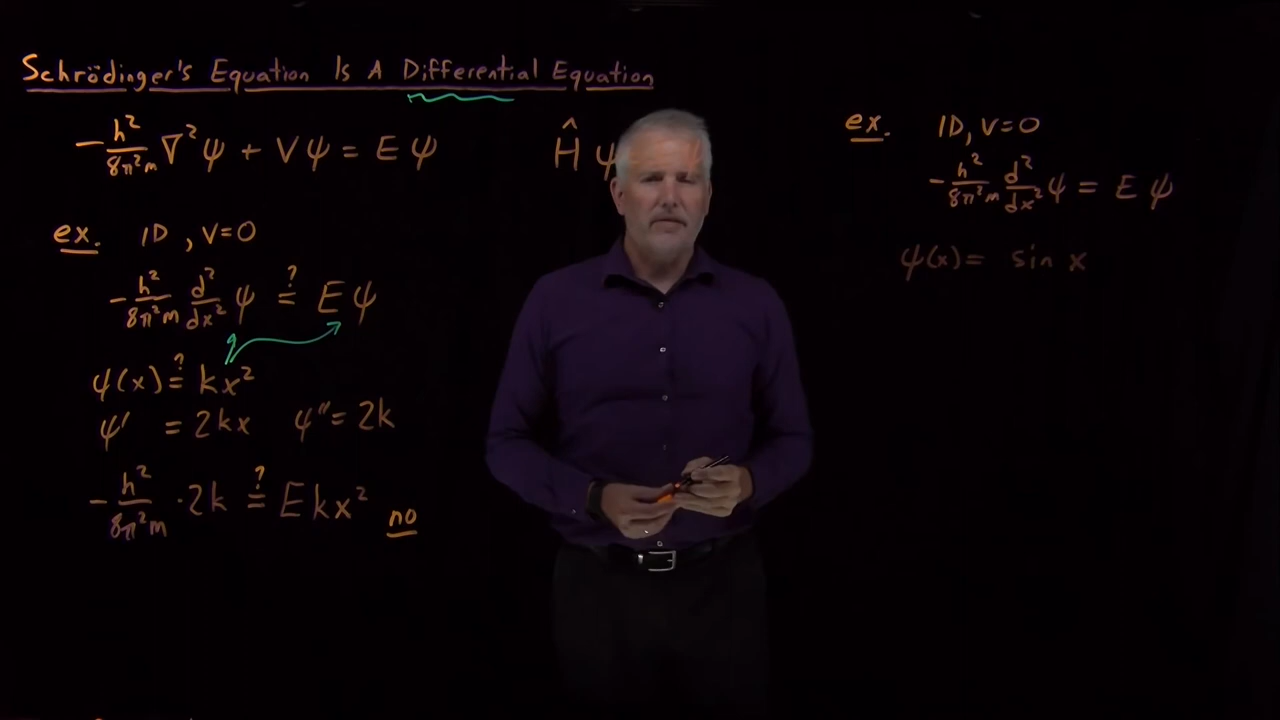 Schrödinger's Equation Is A Differential Equation
-h²/8π²m ∇²ψ + Vψ = Eψ
Ĥψ
ex. 1D, V=0
-h²/8π²m d²/dx² ψ ≟ Eψ
ψ(x) ≟ kx²
ψ' = 2kx ψ'' = 2k
-h²/8π²m · 2k ≟ Ekx² no
ex. 1D, V=0
-h²/8π²m d²/dx² ψ = Eψ
ψ(x) = sin x